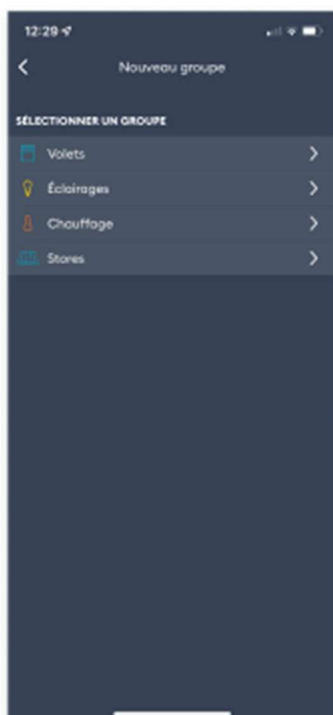 12:29
Nouveau groupe
SÉLECTIONNER UN GROUPE
Volets
Éclairages
Chauffage
Stores